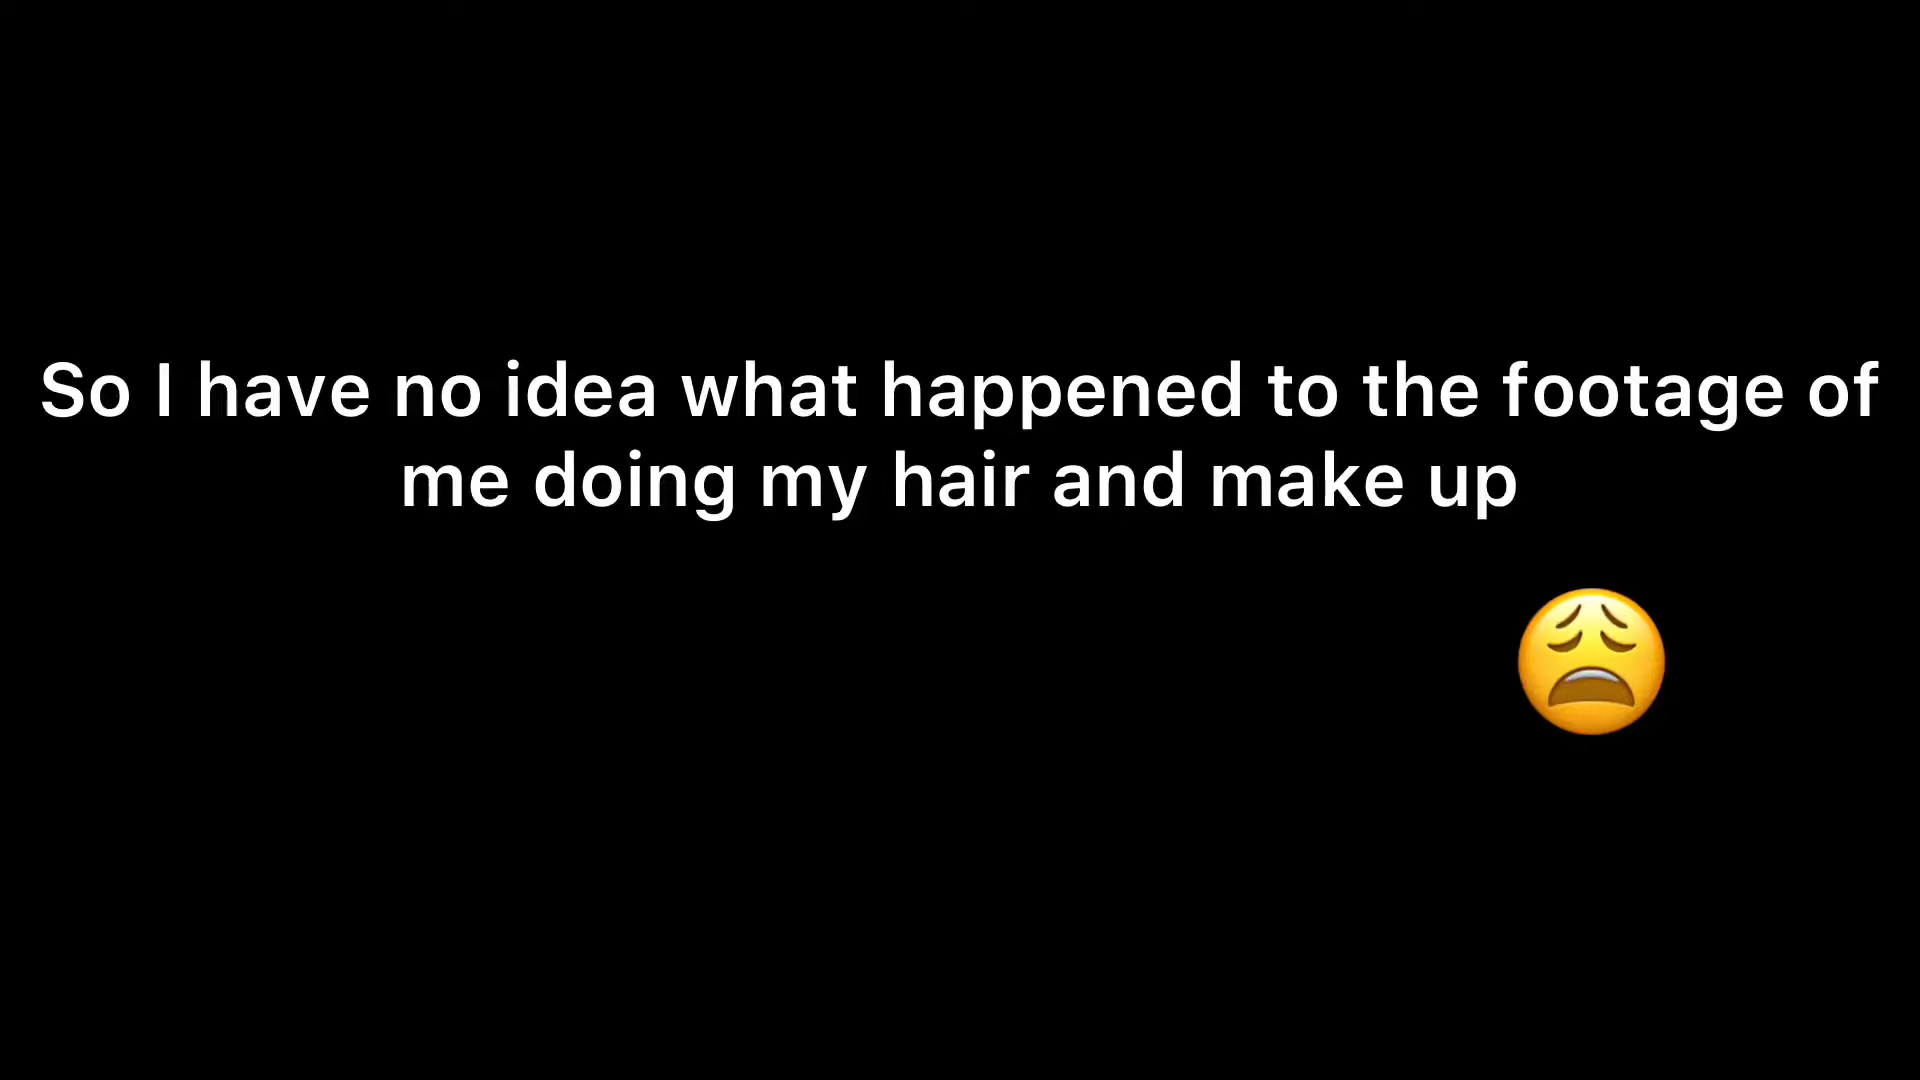 So I have no idea what happened to the footage of
me doing my hair and make up